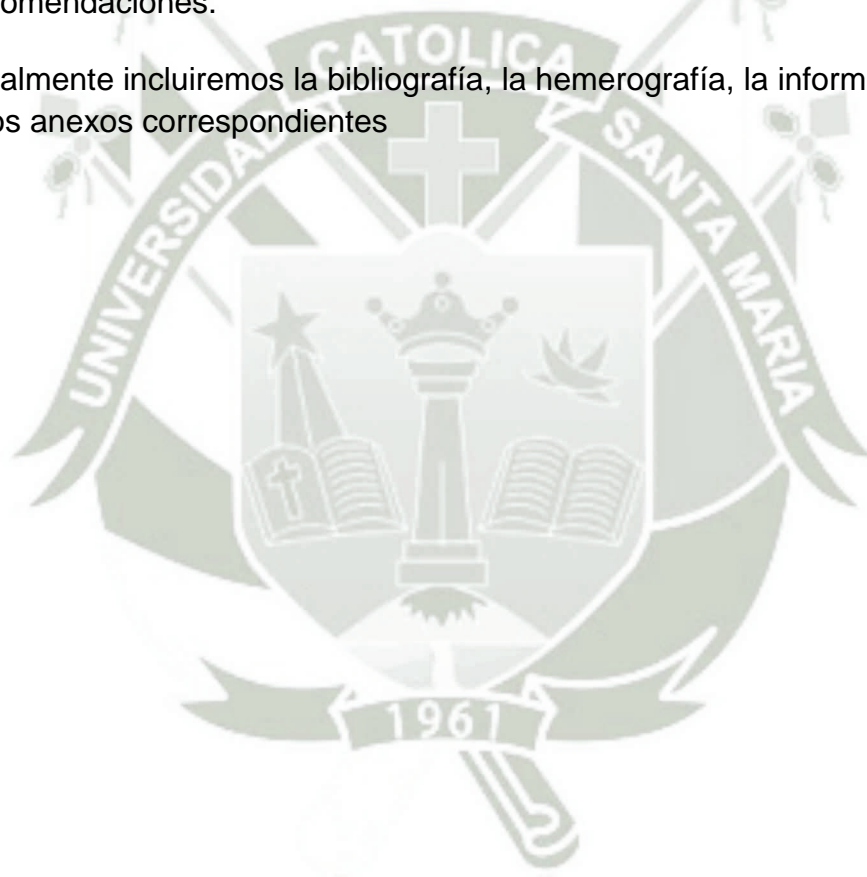 omendaciones.
almente incluiremos la bibliografía, la hemerografía, la inform
os anexos correspondientes
UNIVERSIDAD CATOLICA SANTA MARIA
1961